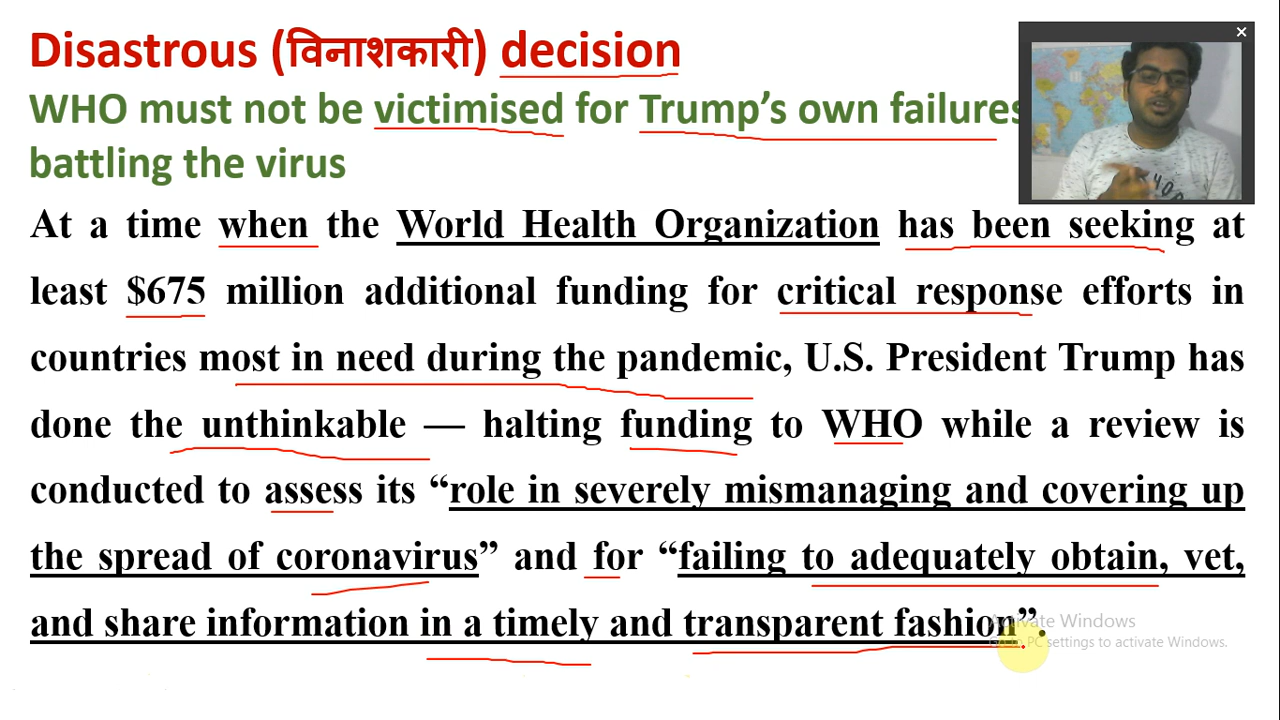 Disastrous (विनाशकारी) decision
WHO must not be victimised for Trump’s own failures
battling the virus
At a time when the World Health Organization has been seeking at
least $675 million additional funding for critical response efforts in
countries most in need during the pandemic, U.S. President Trump has
done the unthinkable — halting funding to WHO while a review is
conducted to assess its “role in severely mismanaging and covering up
the spread of coronavirus” and for “failing to adequately obtain, vet,
and share information in a timely and transparent fashion”.
Activate Windows
Go to PC settings to activate Windows.